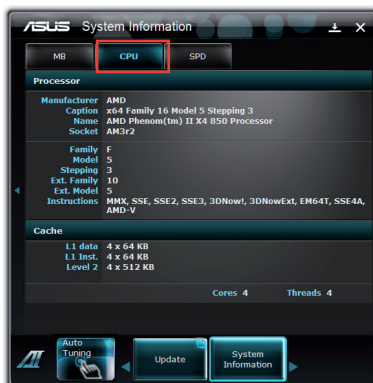 ASUS System Information
MB CPU SPD
Processor
Manufacturer AMD
Caption x64 Family 16 Model 5 Stepping 3
Name AMD Phenom(tm) II X4 850 Processor
Socket AM3r2
Family F
Model 5
Stepping 3
Ext. Family 10
Ext. Model 5
Instructions MMX, SSE, SSE2, SSE3, 3DNow!, 3DNowExt, EM64T, SSE4A,
AMD-V
Cache
L1 data 4 x 64 KB
L1 Inst. 4 x 64 KB
Level 2 4 x 512 KB
Cores 4 Threads 4
Auto
Tuning
Update
System
Information